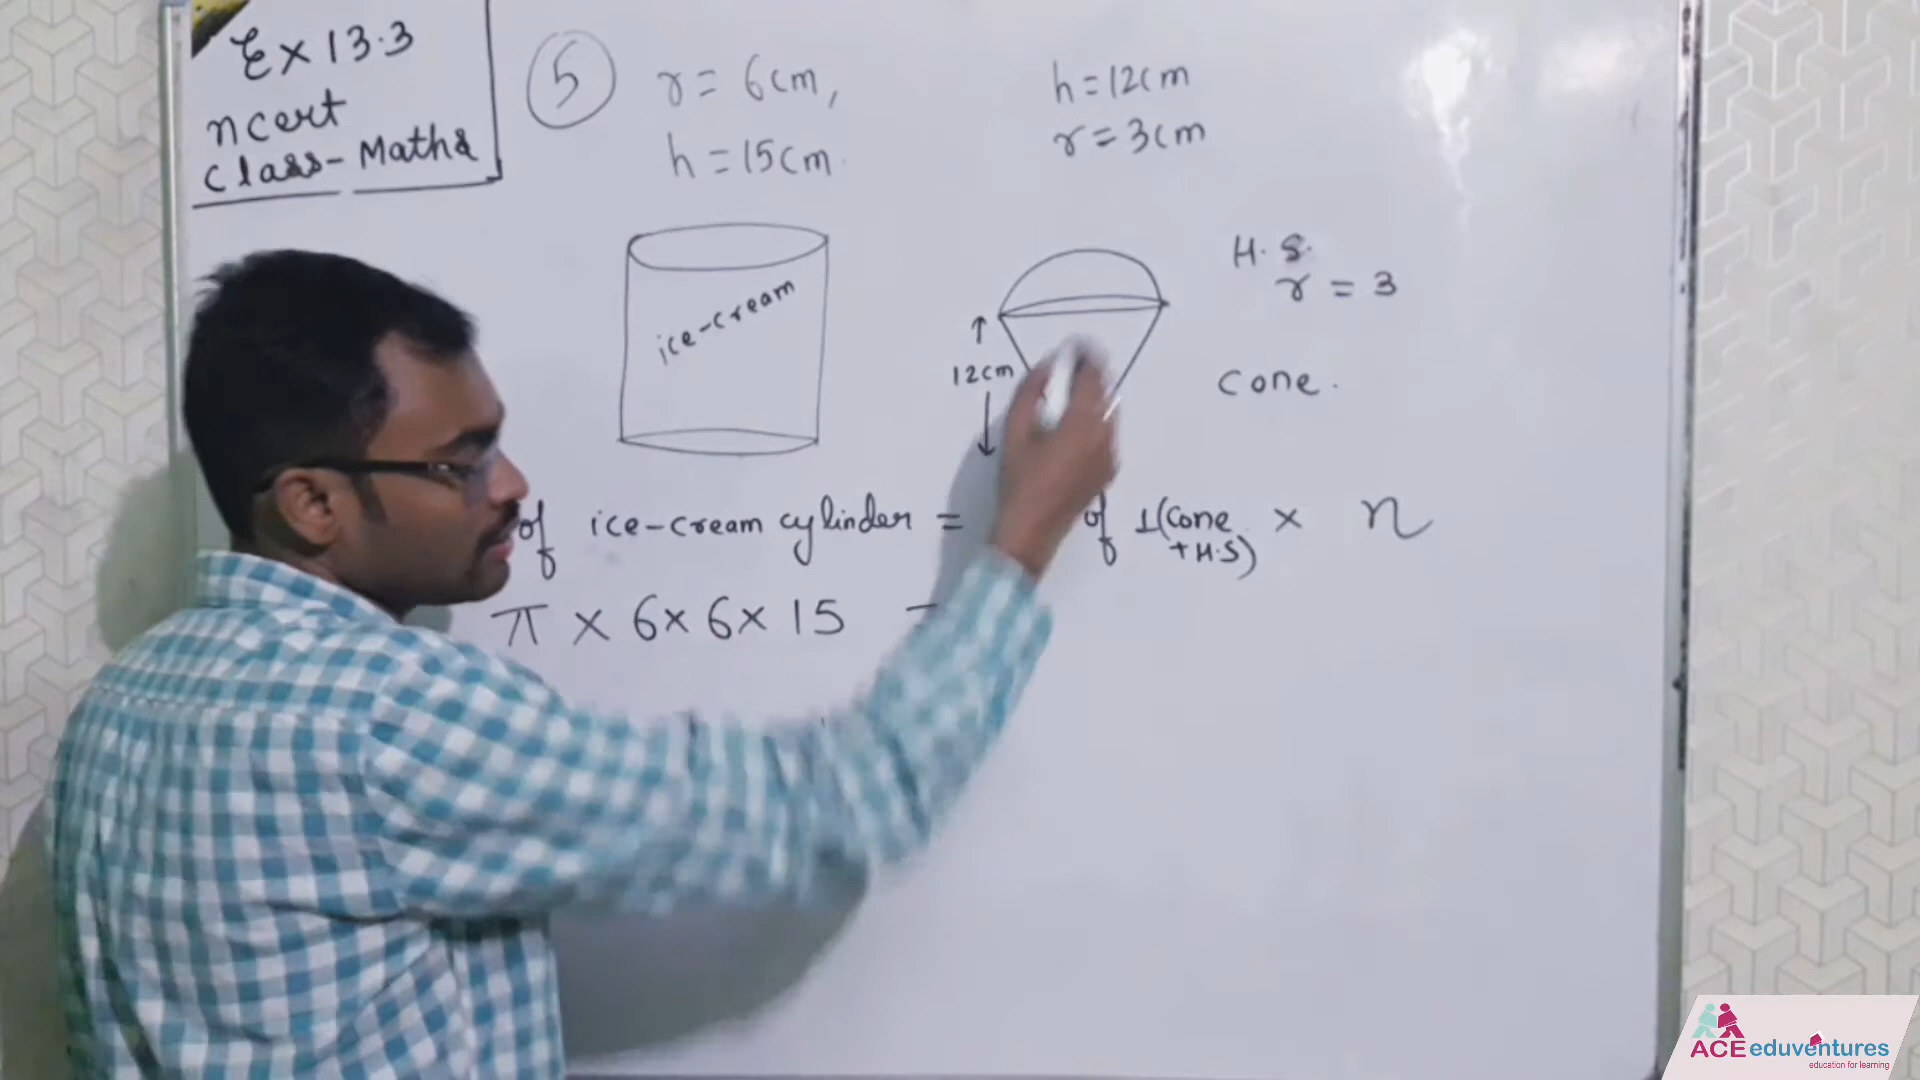 Ex 13.3
ncert
Class-Maths
5
r = 6cm,
h = 15cm.
h = 12cm
r = 3cm
ice-cream
12cm
H. S.
r = 3
Cone.
of ice-cream cylinder = of 1(Cone × n
+ H.S)
π × 6 × 6 × 15
ACE eduventures
education for learning